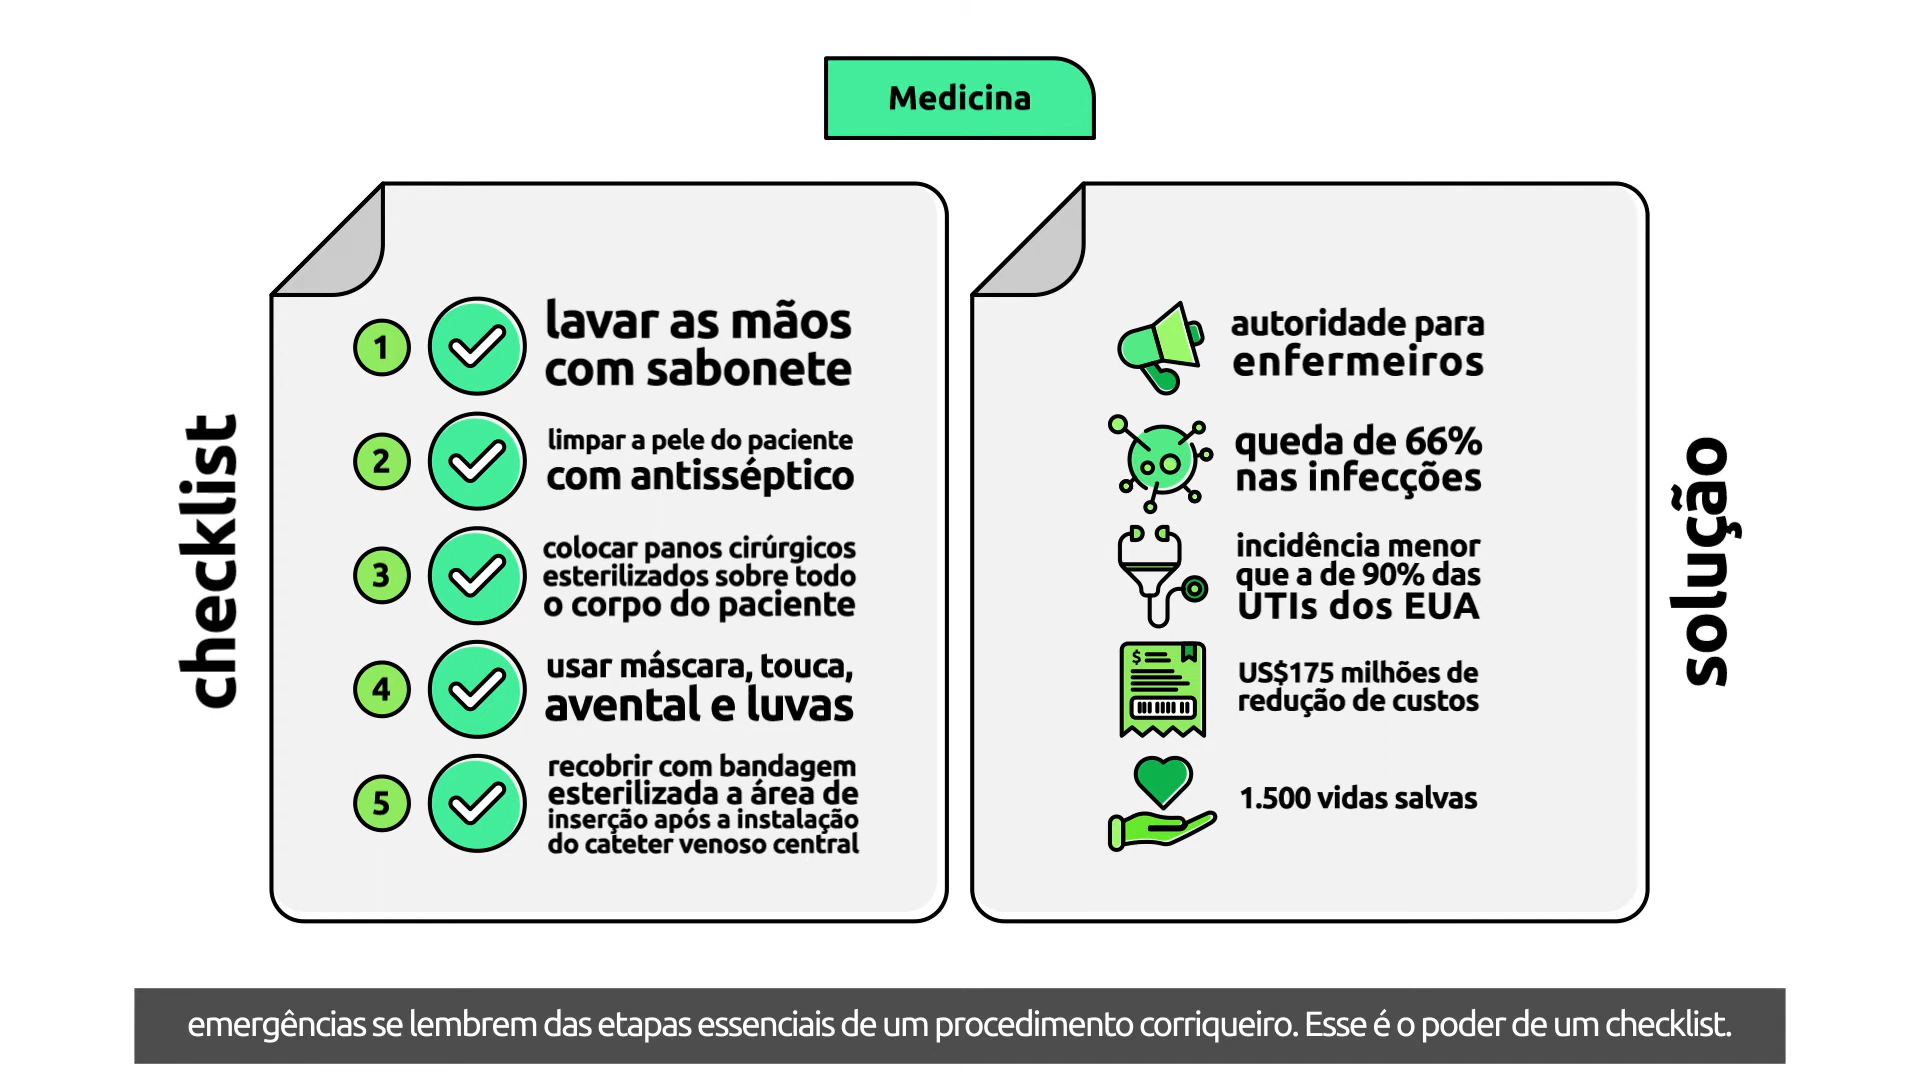 Medicina
checklist
1
lavar as mãos
com sabonete
2
limpar a pele do paciente
com antisséptico
3
colocar panos cirúrgicos
esterilizados sobre todo
o corpo do paciente
4
usar máscara, touca,
avental e luvas
5
recobrir com bandagem
esterilizada a área de
inserção após a instalação
do cateter venoso central
autoridade para
enfermeiros
queda de 66%
nas infecções
incidência menor
que a de 90% das
UTIs dos EUA
$
US$175 milhões de
redução de custos
1.500 vidas salvas
solução
emergências se lembrem das etapas essenciais de um procedimento corriqueiro. Esse é o poder de um checklist.